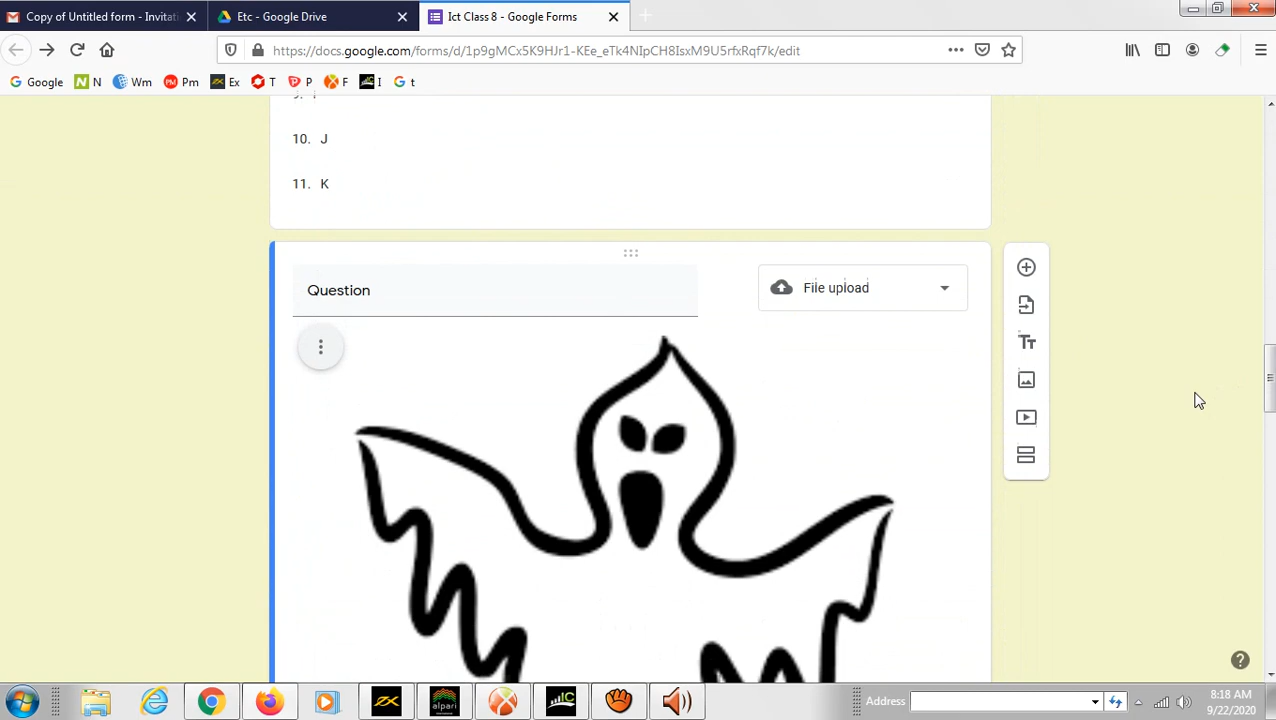 Copy of Untitled form - Invitati
Etc - Google Drive
Ict Class 8 - Google Forms
https://docs.google.com/forms/d/1p9gMCx5K9HJr1-KEe_eTk4NIpCH8IsxM9U5rfxRqf7k/edit
Google N Wm Pm Ex T P F I t
10. J
11. K
Question
File upload
Address
8:18 AM
9/22/2020